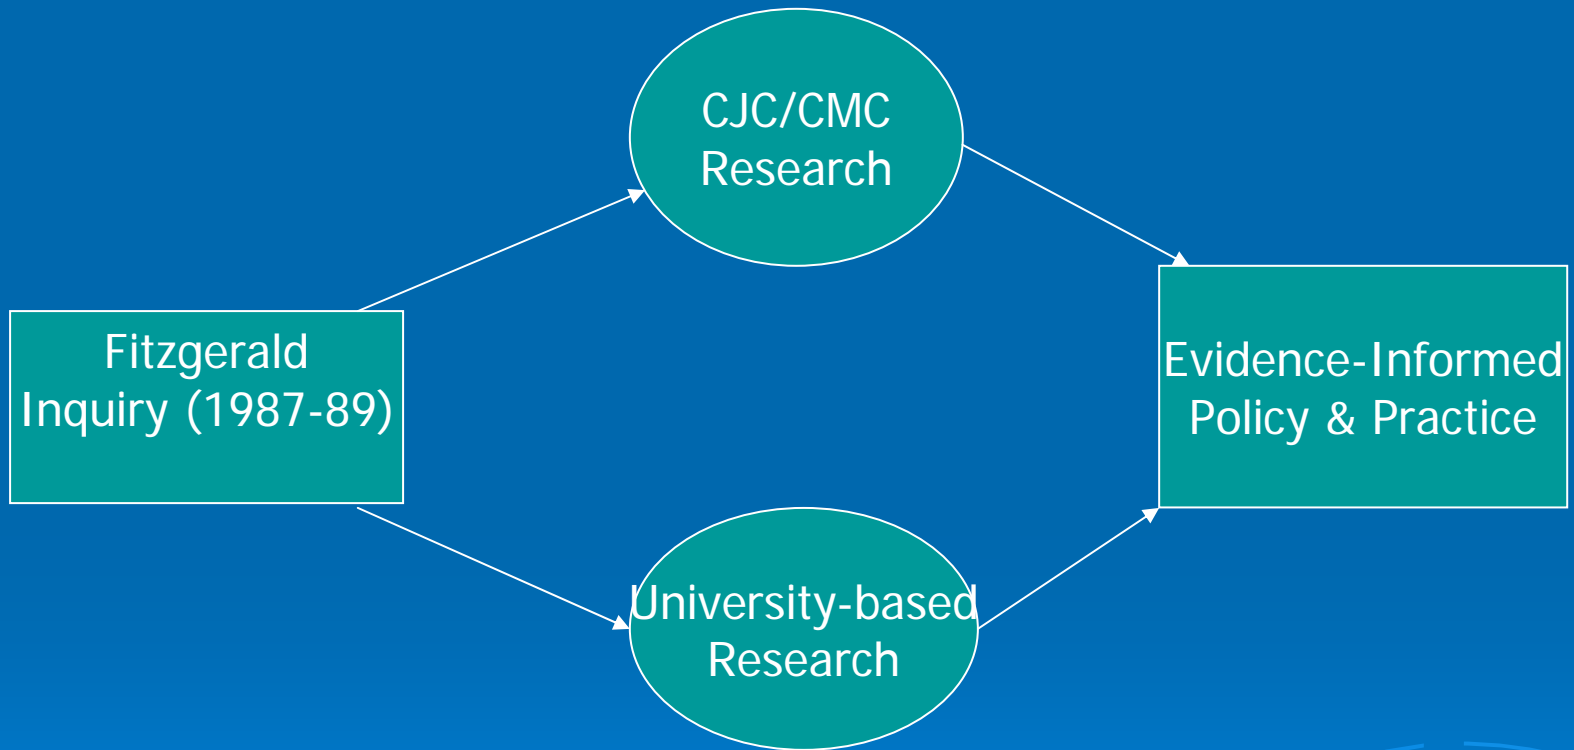 CJC/CMC
Research
Fitzgerald
Inquiry (1987-89)
Evidence-Informed
Policy & Practice
University-based
Research